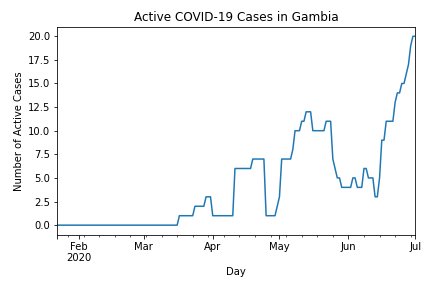 Active COVID-19 Cases in Gambia
Number of Active Cases
20.0
17.5
15.0
12.5
10.0
7.5
5.0
2.5
0.0
Feb Mar Apr May Jun Jul
2020
Day